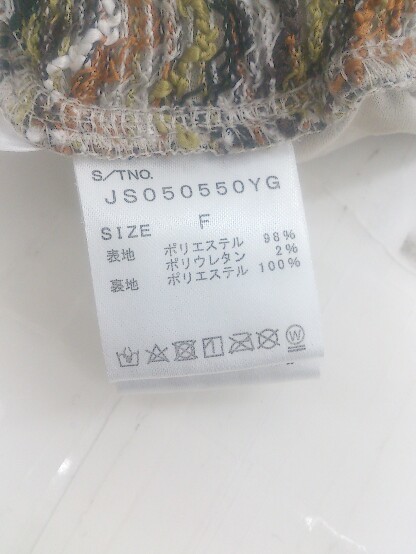 S/TNO.
JS050550YG
SIZE F
表地 ポリエステル 98%
ポリウレタン 2%
裏地 ポリエステル 100%
W